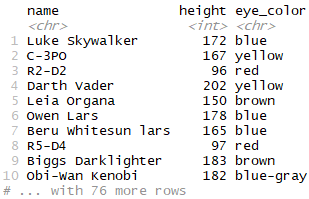 name               height eye_color
   <chr>               <int> <chr>
 1 Luke Skywalker        172 blue
 2 C-3PO                 167 yellow
 3 R2-D2                  96 red
 4 Darth Vader           202 yellow
 5 Leia Organa           150 brown
 6 Owen Lars             178 blue
 7 Beru Whitesun lars    165 blue
 8 R5-D4                  97 red
 9 Biggs Darklighter     183 brown
10 Obi-Wan Kenobi        182 blue-gray
# ... with 76 more rows